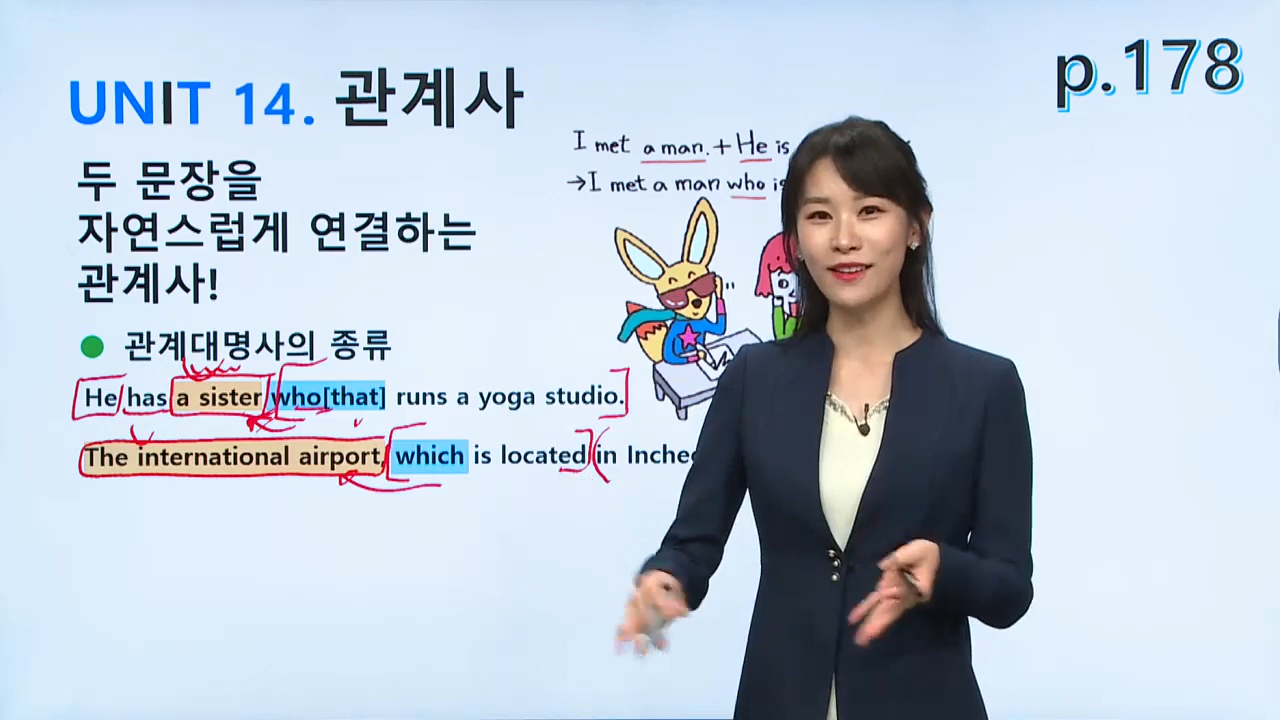 p.178
UNIT 14. 관계사
I met a man. + He is
→ I met a man who is
두 문장을
자연스럽게 연결하는
관계사!
● 관계대명사의 종류
He has a sister who[that] runs a yoga studio.
The international airport, which is located in